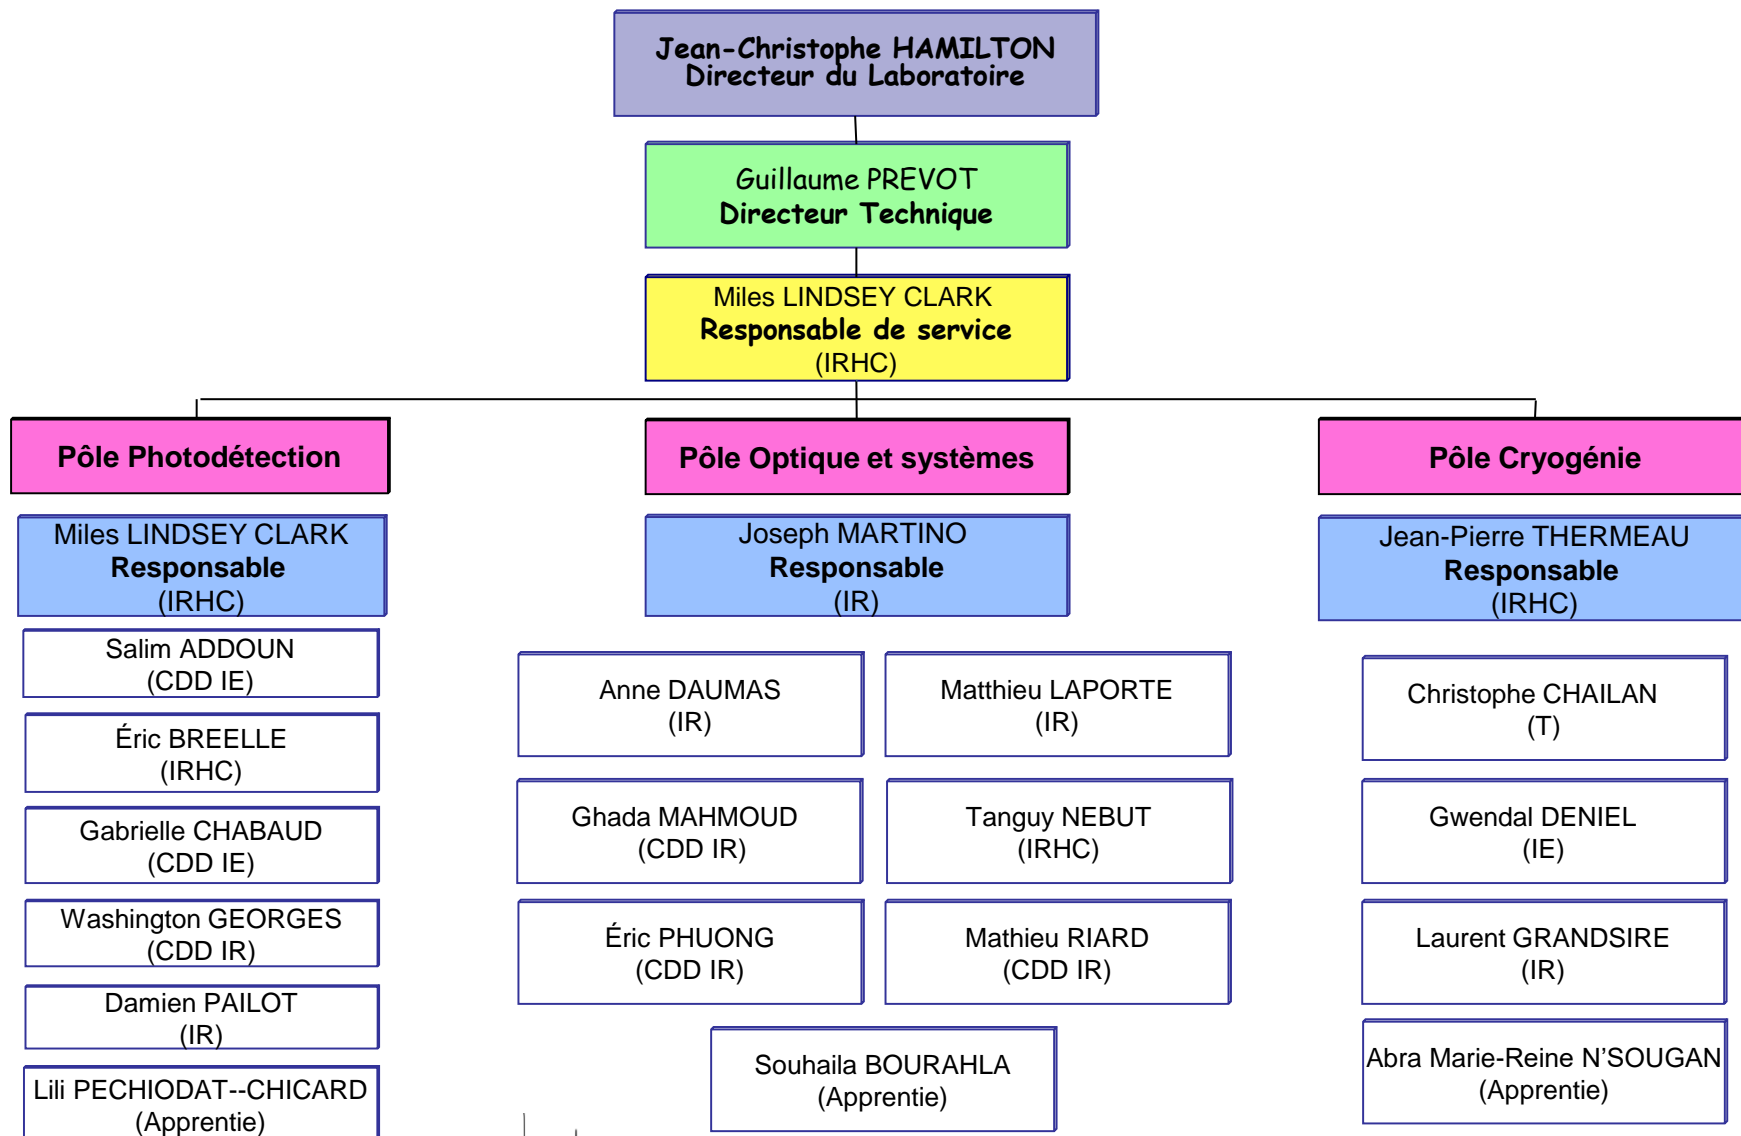 Jean-Christophe HAMILTON
Directeur du Laboratoire
Guillaume PREVOT
Directeur Technique
Miles LINDSEY CLARK
Responsable de service
(IRHC)
Pôle Photodétection
Miles LINDSEY CLARK
Responsable
(IRHC)
Salim ADDOUN
(CDD IE)
Éric BREELLE
(IRHC)
Gabrielle CHABAUD
(CDD IE)
Washington GEORGES
(CDD IR)
Damien PAILOT
(IR)
Lili PECHIODAT--CHICARD
(Apprentie)
Pôle Optique et systèmes
Joseph MARTINO
Responsable
(IR)
Anne DAUMAS
(IR)
Matthieu LAPORTE
(IR)
Ghada MAHMOUD
(CDD IR)
Tanguy NEBUT
(IRHC)
Éric PHUONG
(CDD IR)
Mathieu RIARD
(CDD IR)
Souhaila BOURAHLA
(Apprentie)
Pôle Cryogénie
Jean-Pierre THERMEAU
Responsable
(IRHC)
Christophe CHAILAN
(T)
Gwendal DENIEL
(IE)
Laurent GRANDSIRE
(IR)
Abra Marie-Reine N'SOUGAN
(Apprentie)